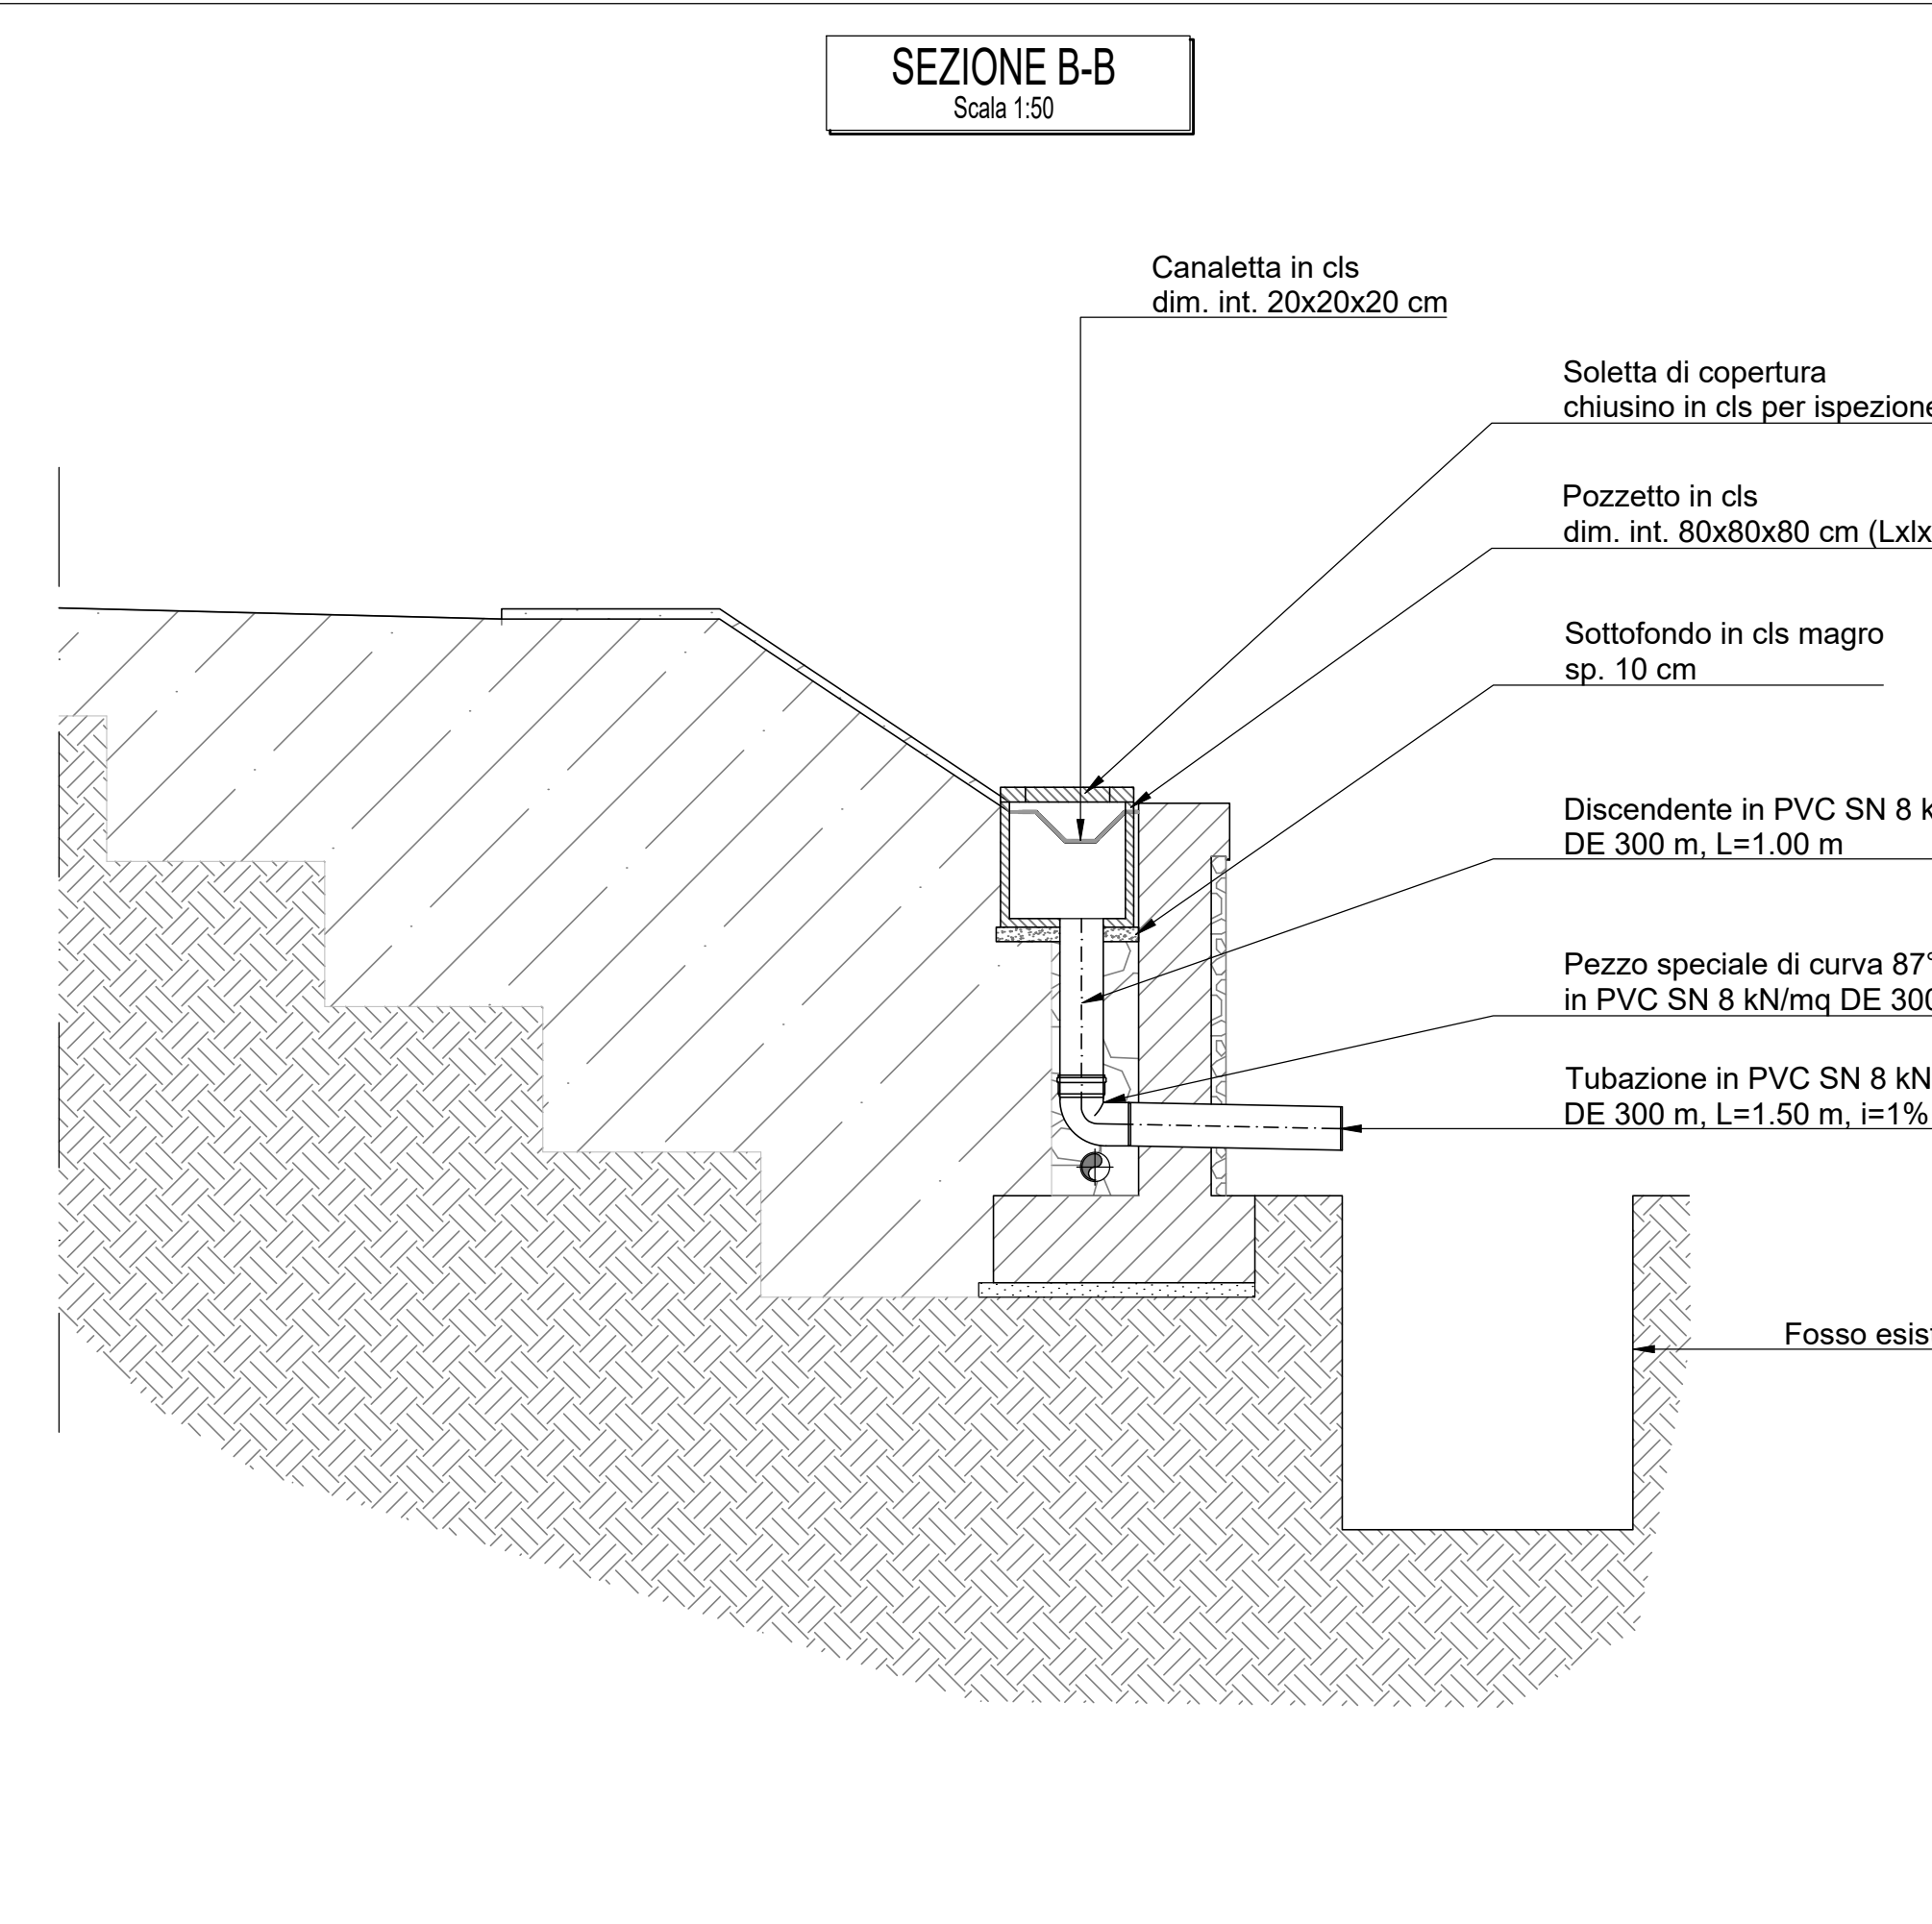 SEZIONE B-B
Scala 1:50
Canaletta in cls
dim. int. 20x20x20 cm
Soletta di copertura
chiusino in cls per ispezione
Pozzetto in cls
dim. int. 80x80x80 cm (Lxlx
Sottofondo in cls magro
sp. 10 cm
Discendente in PVC SN 8
DE 300 m, L=1.00 m
Pezzo speciale di curva 87°
in PVC SN 8 kN/mq DE 300
Tubazione in PVC SN 8 kN
DE 300 m, L=1.50 m, i=1%
Fosso